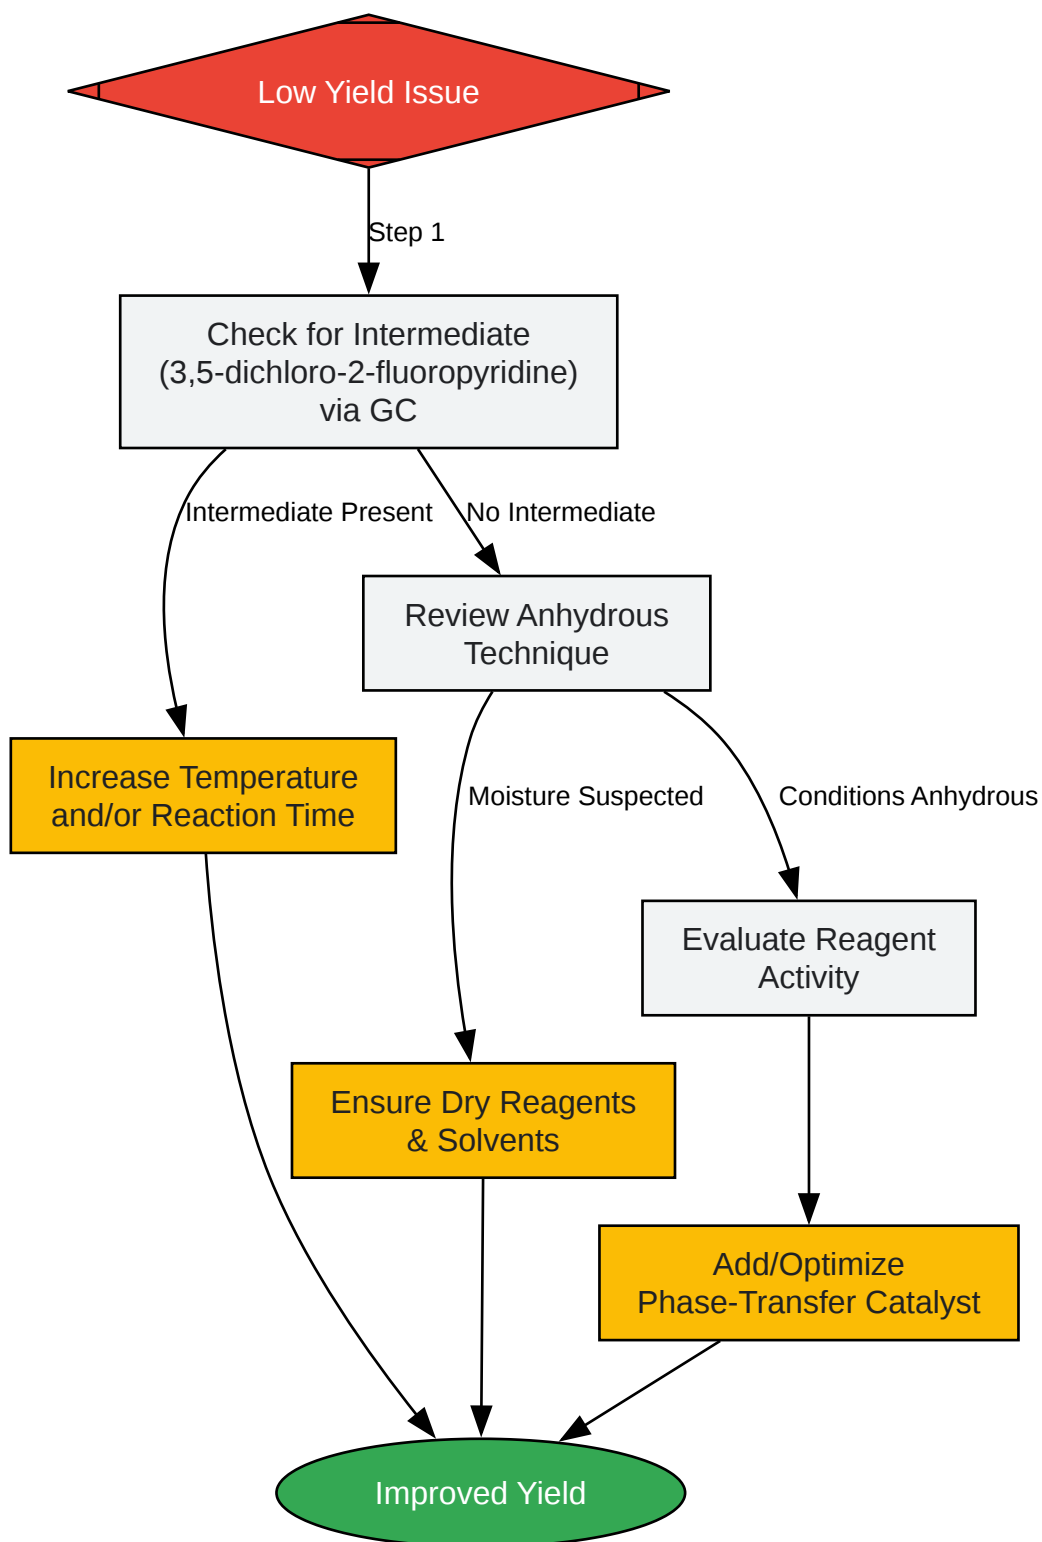 Low Yield Issue
Step 1
Check for Intermediate
(3,5-dichloro-2-fluoropyridine)
via GC
Intermediate Present
No Intermediate
Review Anhydrous
Technique
Increase Temperature
and/or Reaction Time
Moisture Suspected
Conditions Anhydrous
Evaluate Reagent
Activity
Ensure Dry Reagents
& Solvents
Add/Optimize
Phase-Transfer Catalyst
Improved Yield